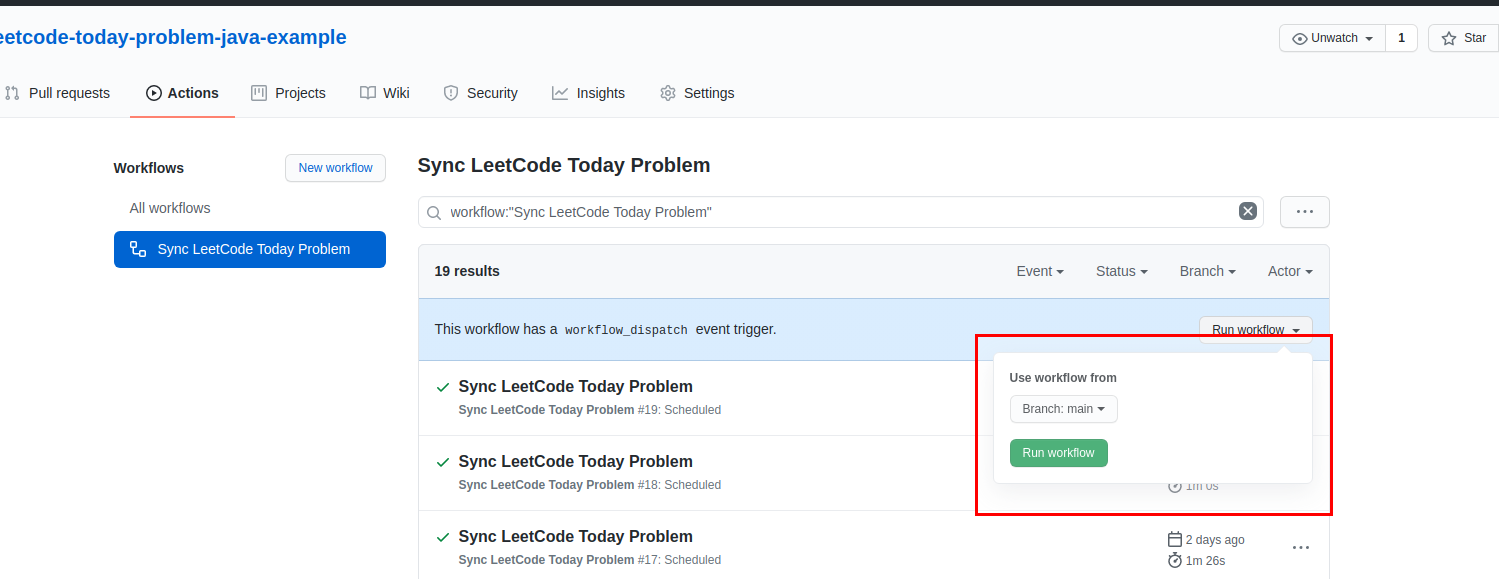 eetcode-today-problem-java-example
Unwatch 1 Star
Pull requests Actions Projects Wiki Security Insights Settings
Workflows New workflow
All workflows
Sync LeetCode Today Problem
Sync LeetCode Today Problem
workflow:"Sync LeetCode Today Problem"
19 results Event Status Branch Actor
This workflow has a workflow_dispatch event trigger. Run workflow
Use workflow from
Branch: main
Run workflow
Sync LeetCode Today Problem
Sync LeetCode Today Problem #19: Scheduled
Sync LeetCode Today Problem
Sync LeetCode Today Problem #18: Scheduled
1m 0s
Sync LeetCode Today Problem
Sync LeetCode Today Problem #17: Scheduled
2 days ago
1m 26s